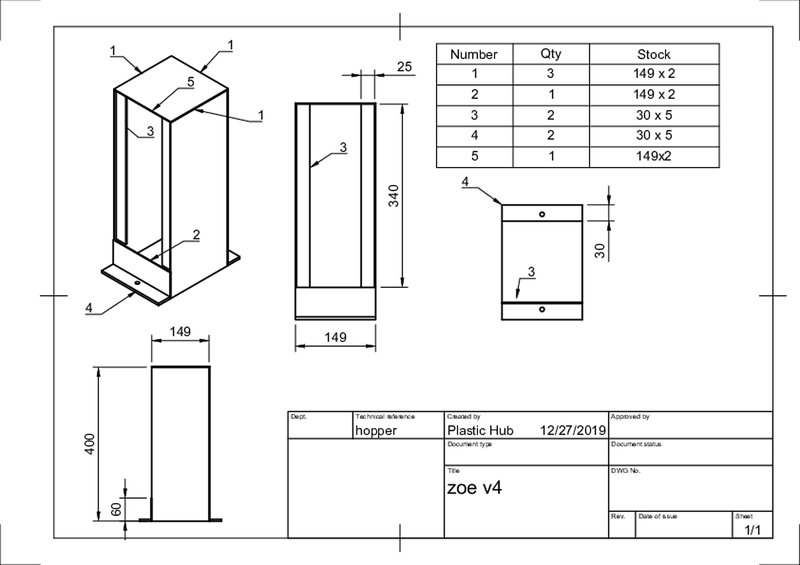 1
1
5
1
3
2
4
25
3
340
149
Number Qty Stock
1 3 149 x 2
2 1 149 x 2
3 2 30 x 5
4 2 30 x 5
5 1 149x2
4
30
3
149
400
60
Dept.
Technical reference
hopper
Created by
Plastic Hub 12/27/2019
Approved by
Document type
Document status
Title
zoe v4
DWG No.
Rev.
Date of issue
Sheet
1/1